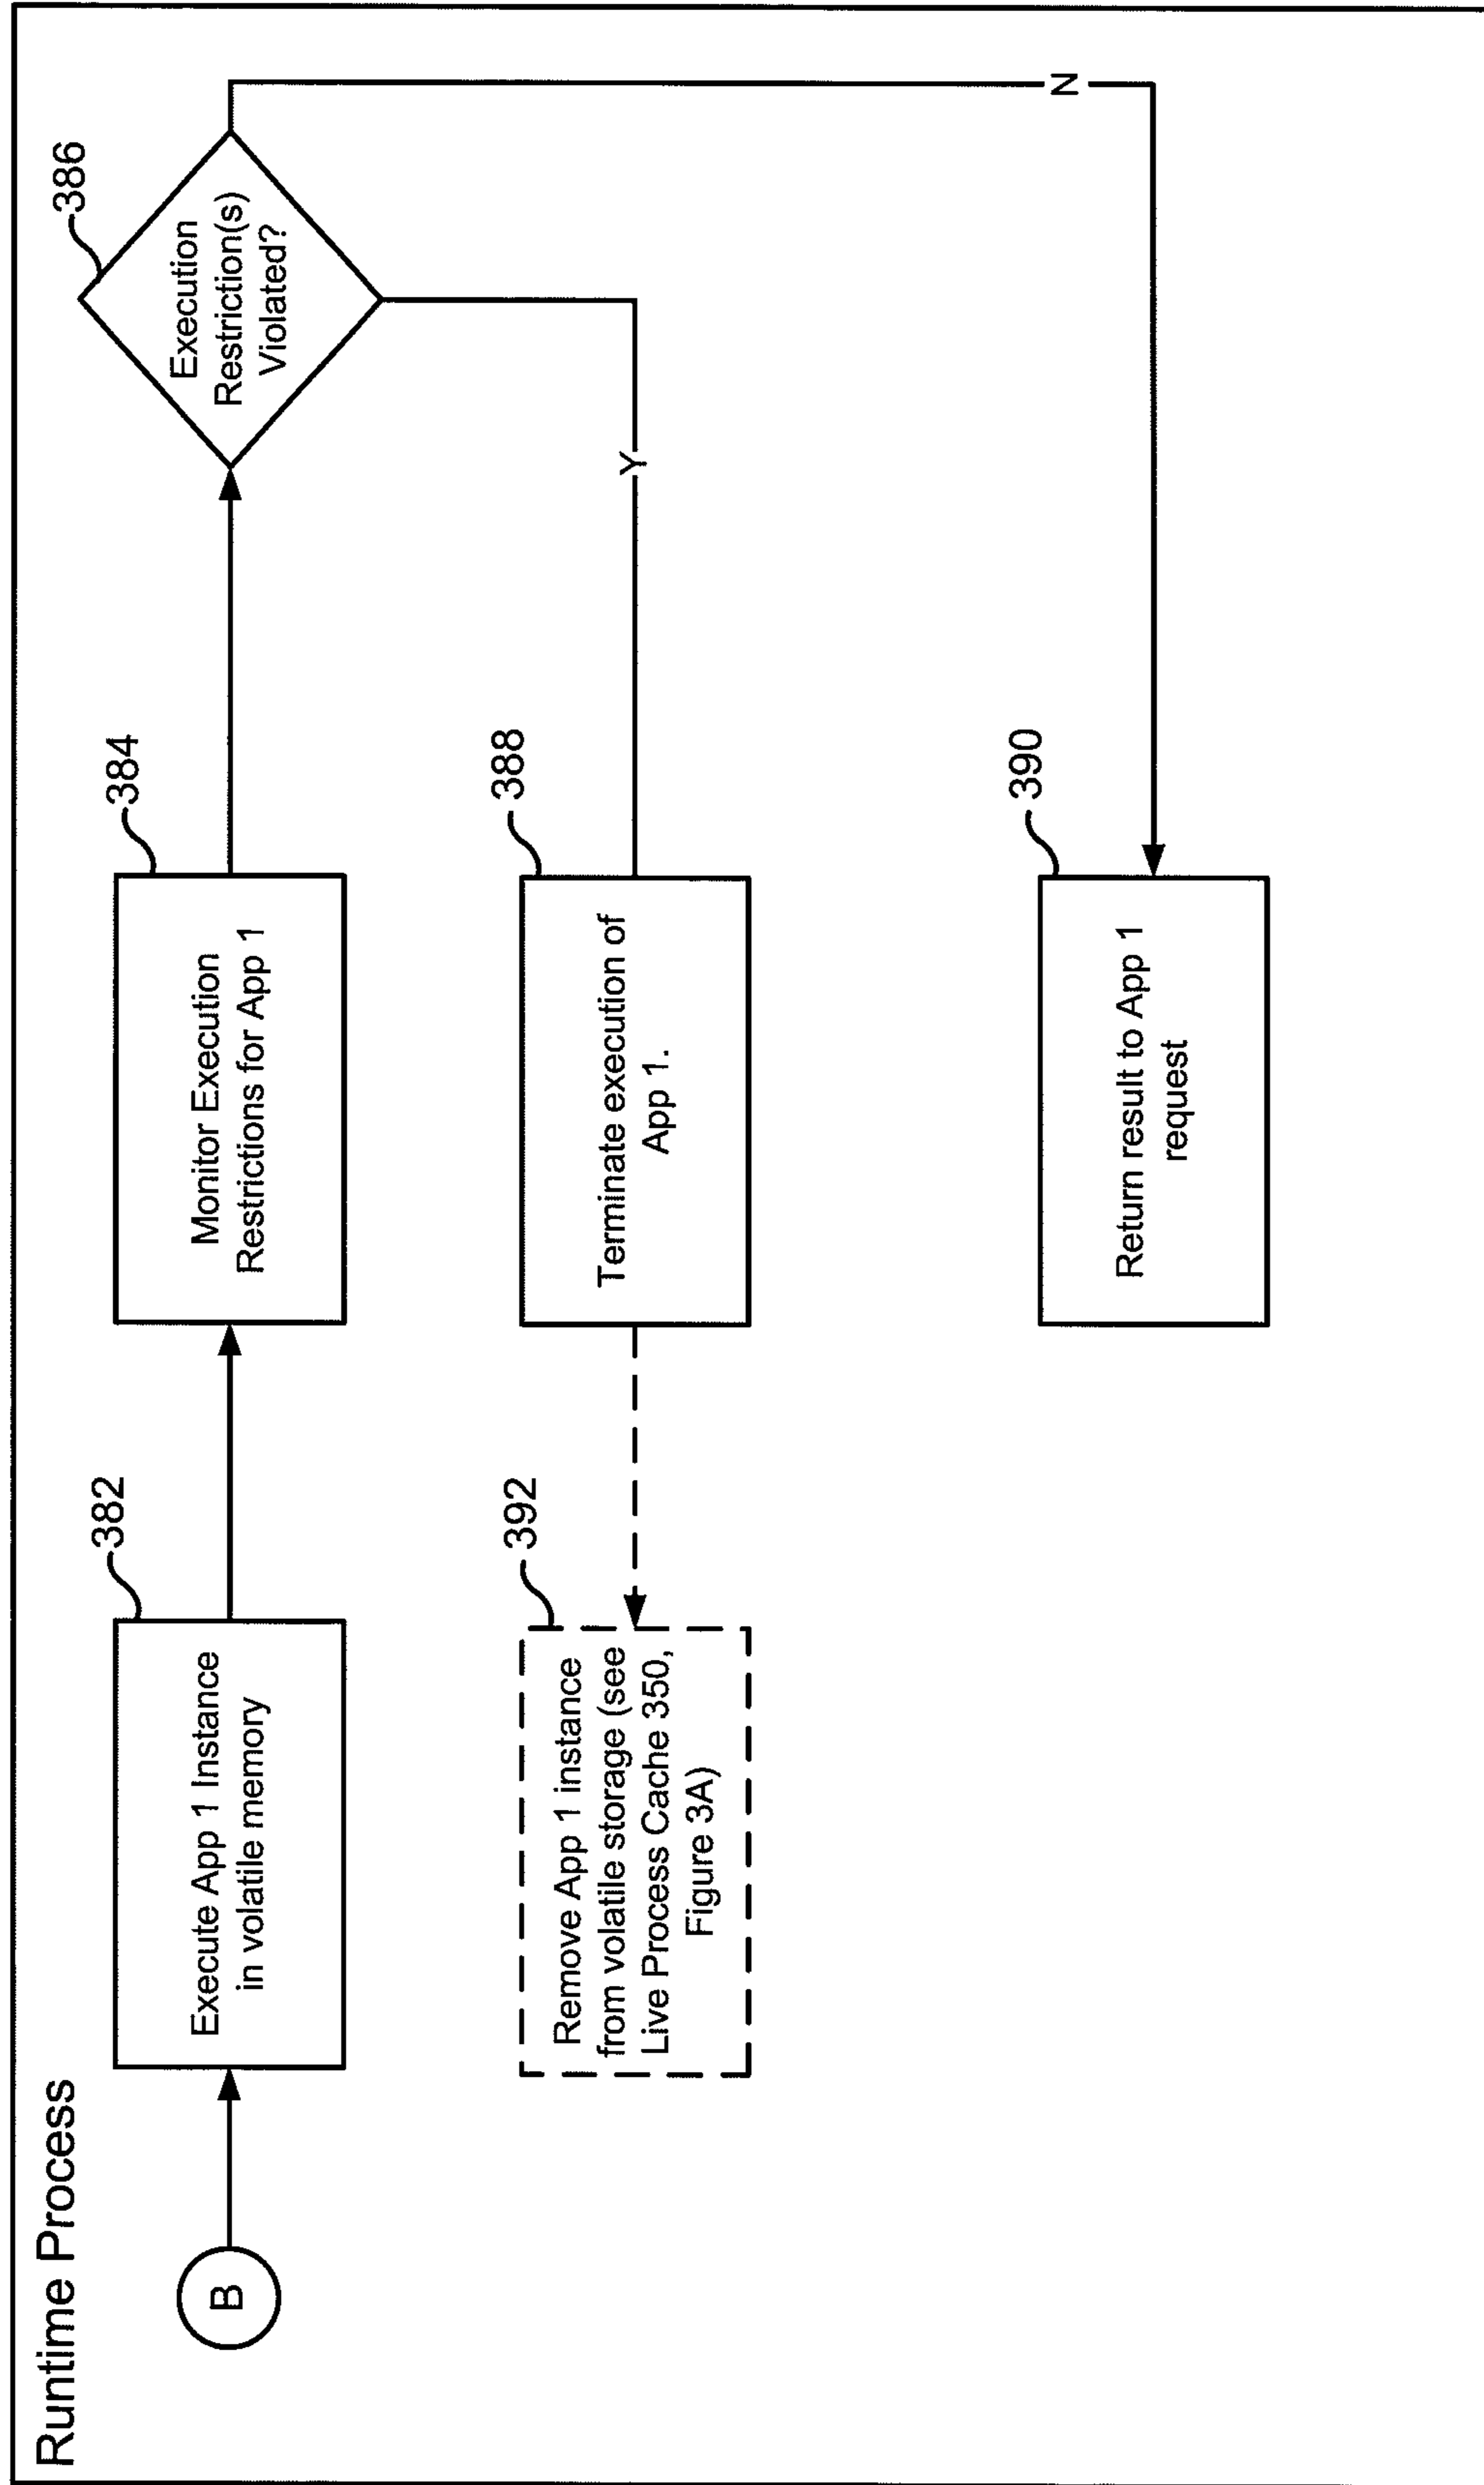 Runtime Process
B
382
Execute App 1 Instance
in volatile memory
384
Monitor Execution
Restrictions for App 1
386
Execution
Restriction(s)
Violated?
Y
N
392
Remove App 1 instance
from volatile storage (see
Live Process Cache 350,
Figure 3A)
388
Terminate execution of
App 1.
390
Return result to App 1
request